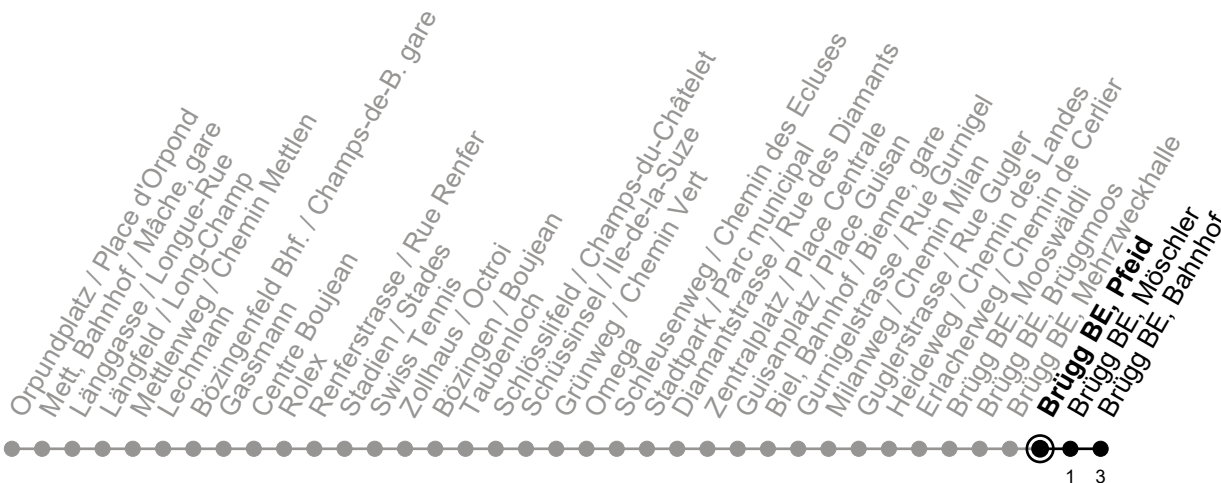 Orpundplatz / Place d'Orpond
Mett, Bahnhof / Mâche, gare
Länggasse / Longue-Rue
Längfeld / Long-Champ
Mettlenweg / Chemin Mettlen
Lechmann
Bözingenfeld Bhf. / Champs-de-B. gare
Gassmann
Centre Boujean
Rolex
Renferstrasse / Rue Renfer
Stadien / Stades
Swiss Tennis
Zollhaus / Octroi
Bözingen / Boujean
Taubenloch
Schlösslifeld / Champs-du-Châtelet
Schüssinsel / Ile-de-la-Suze
Grünweg / Chemin Vert
Omega
Schleusenweg / Chemin des Ecluses
Stadtpark / Parc municipal
Diamantstrasse / Rue des Diamants
Zentralplatz / Place Centrale
Guisanplatz / Place Guisan
Biel, Bahnhof / Bienne, gare
Gurnigelstrasse / Rue Gurnigel
Milanweg / Chemin Milan
Guglerstrasse / Rue Gugler
Heideweg / Chemin des Landes
Erlachenweg / Chemin de Cerlier
Brügg BE, Mooswäldli
Brügg BE, Brüggmoos
Brügg BE, Mehrzweckhalle
Brügg BE, Pfeid
Brügg BE, Möschler
Brügg BE, Bahnhof
1 3